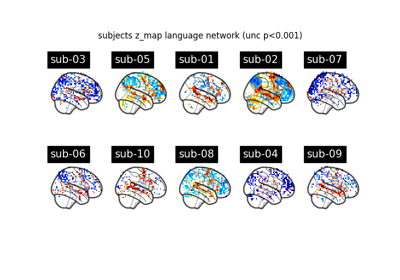 subjects z_map language network (unc p<0.001)
sub-03 sub-05 sub-01 sub-02 sub-07
sub-06 sub-10 sub-08 sub-04 sub-09